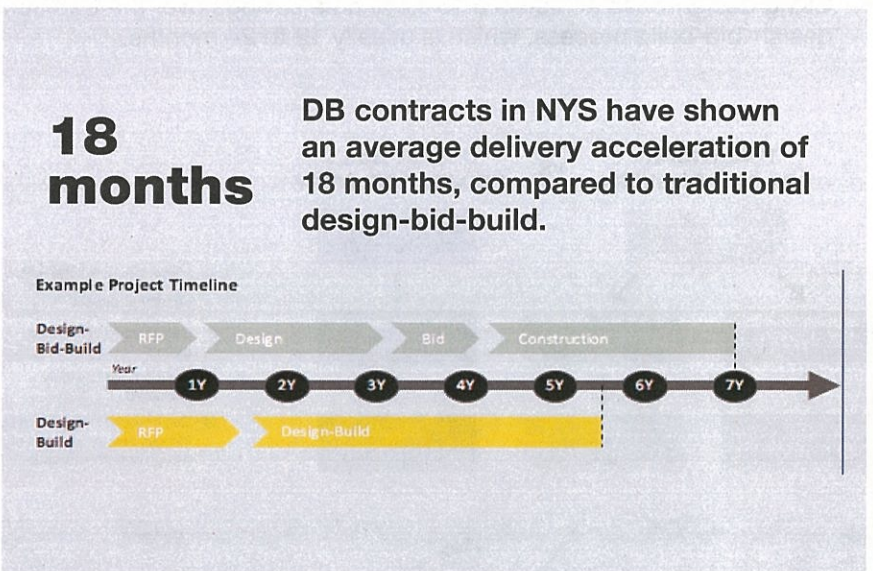 18
months
DB contracts in NYS have shown
an average delivery acceleration of
18 months, compared to traditional
design-bid-build.
Example Project Timeline
Design-
Bid-Build
RFP
Design
Bid
Construction
Year
1Y
2Y
3Y
4Y
5Y
6Y
7Y
Design-
Build
RFP
Design-Build